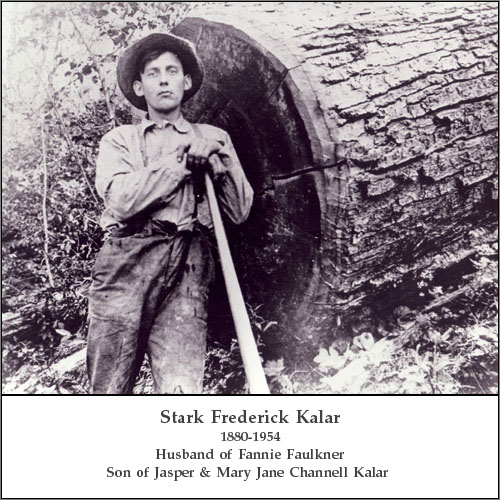 Stark Frederick Kalar
1880-1954
Husband of Fannie Faulkner
Son of Jasper & Mary Jane Channell Kalar